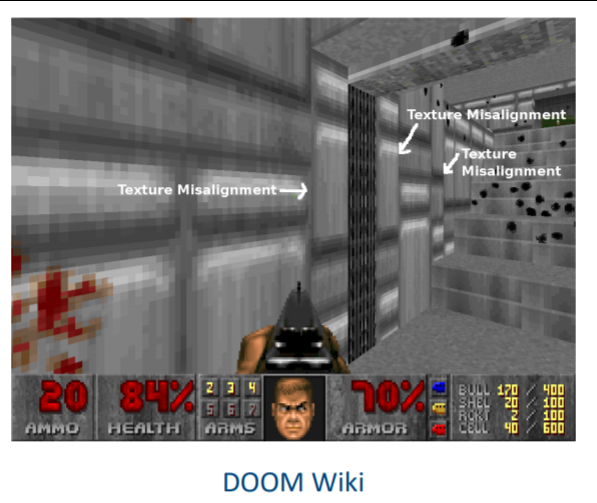 Texture Misalignment
Texture Misalignment
Texture
Misalignment
20 84% 2 3 4 70% BULL 170 / 400
5 6 7 SHEL 20 / 100
RCKT 2 / 100
AMMO HEALTH ARMS ARMOR CELL 40 / 600
DOOM Wiki